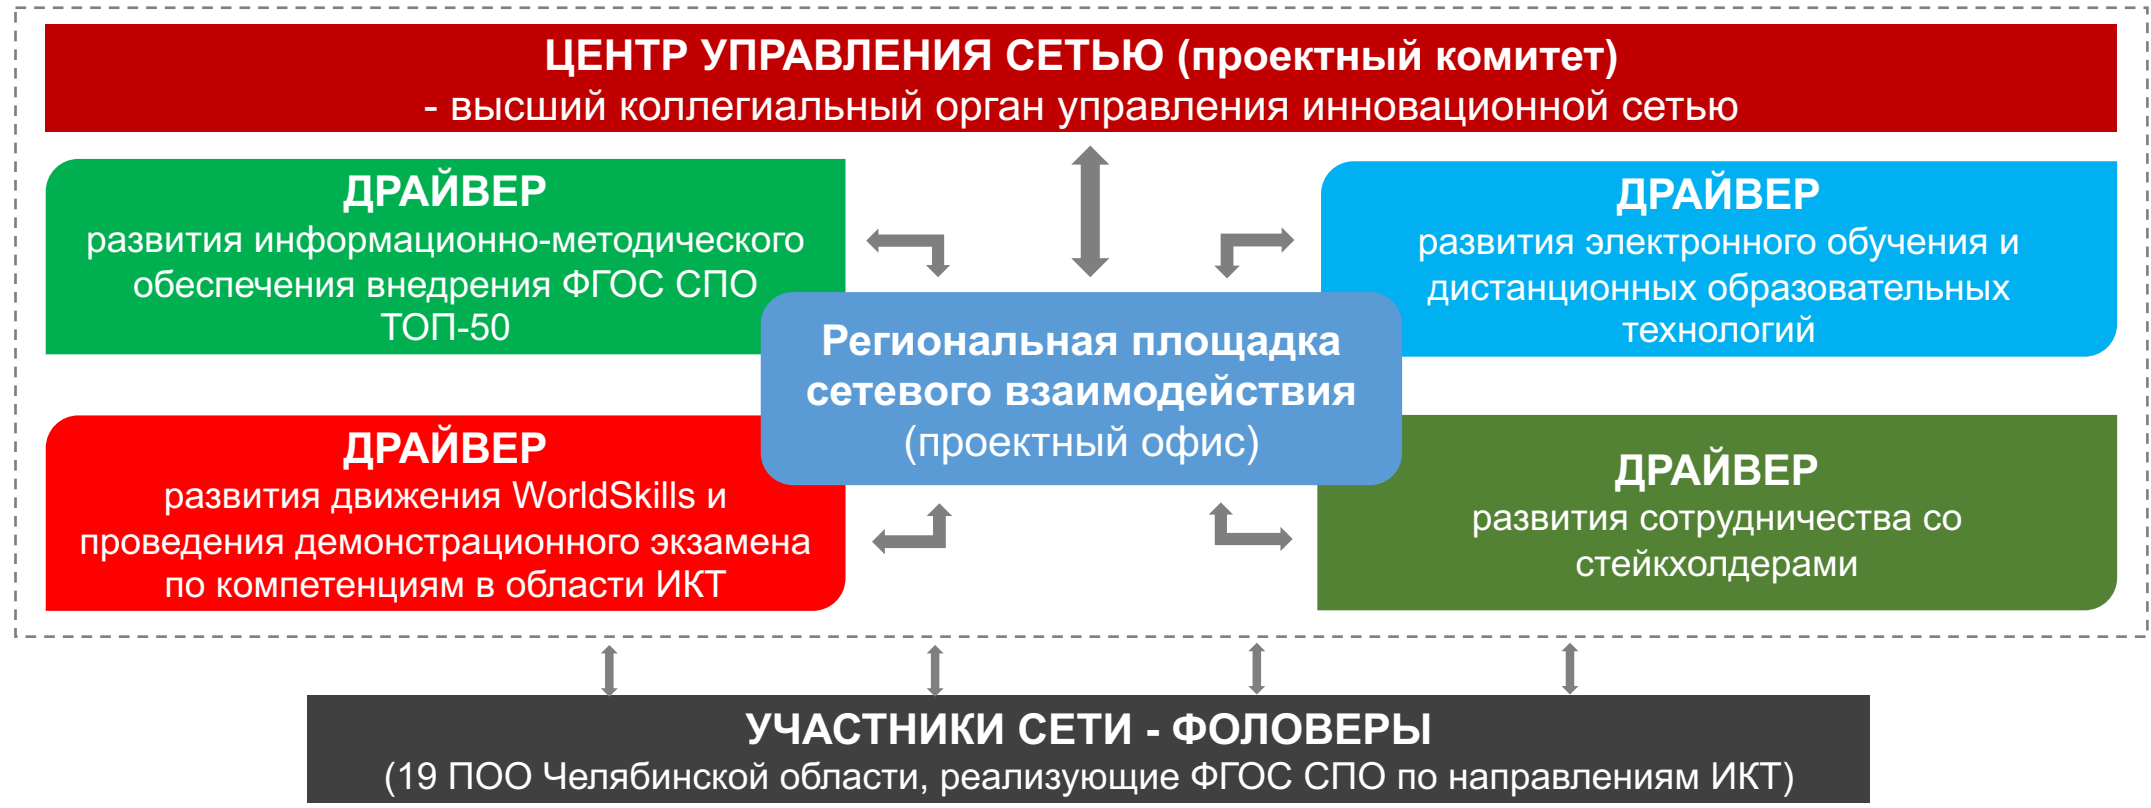 ЦЕНТР УПРАВЛЕНИЯ СЕТЬЮ (проектный комитет)
- высший коллегиальный орган управления инновационной сетью
ДРАЙВЕР
развития информационно-методического
обеспечения внедрения ФГОС СПО
ТОП-50
ДРАЙВЕР
развития электронного обучения и
дистанционных образовательных
технологий
Региональная площадка
сетевого взаимодействия
(проектный офис)
ДРАЙВЕР
развития движения WorldSkills и
проведения демонстрационного экзамена
по компетенциям в области ИКТ
ДРАЙВЕР
развития сотрудничества со
стейкхолдерами
УЧАСТНИКИ СЕТИ - ФОЛОВЕРЫ
(19 ПОО Челябинской области, реализующие ФГОС СПО по направлениям ИКТ)